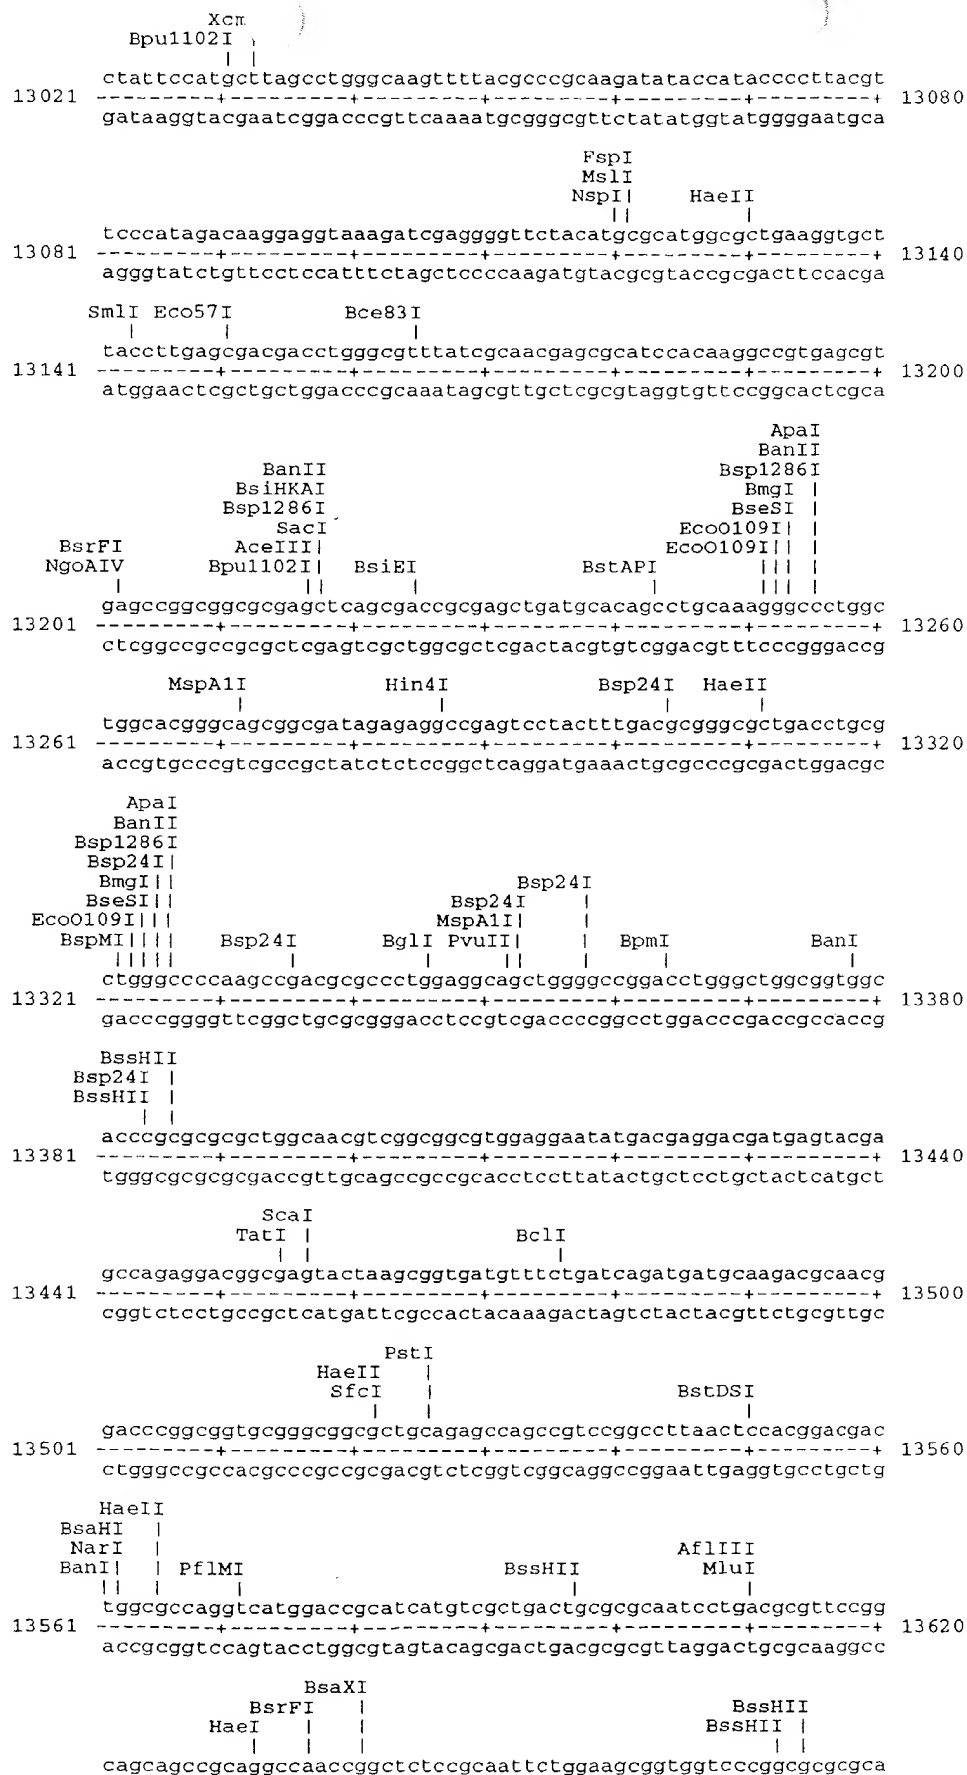 Xcm
Bpu1102I
ctattccatgcttagcctgggcaagttttacgcccgcaagatataccataccccttacgt
13021 ---------+---------+---------+---------+---------+---------+ 13080
gataaggtacgaatcggacccgttcaaaatgcgggcgttctatatggtatggggaatgca
FspI
MslI
NspI HaeII
tcccatagacaaggaggtaaagatcgaggggttctacatgcgcatggcgctgaaggtgct
13081 ---------+---------+---------+---------+---------+---------+ 13140
agggtatctgttcctccatttctagctccccaagatgtacgcgtaccgcgacttccacga
SmlI Eco57I Bce83I
taccttgagcgacgacctgggcgtttatcgcaacgagcgcatccacaaggccgtgagcgt
13141 ---------+---------+---------+---------+---------+---------+ 13200
atggaactcgctgctggacccgcaaatagcgttgctcgcgtaggtgttccggcactcgca
ApaI
BanII
BanII Bsp1286I
BsiHKAI BmgI
Bsp1286I BseSI
SacI EcoO109I
BsrFI AceIII EcoO109I
NgoAIV Bpu1102I BsiEI BstAPI
gagccggcggcgcgagctcagcgaccgcgagctgatgcacagcctgcaaagggccctggc
13201 ---------+---------+---------+---------+---------+---------+ 13260
ctcggccgccgcgctcgagtcgctggcgctcgactacgtgtcggacgtttcccgggaccg
MspA1I Hin4I Bsp24I HaeII
tggcacgggcagcggcgatagagaggccgagtcctactttgacgcgggcgctgacctgcg
13261 ---------+---------+---------+---------+---------+---------+ 13320
accgtgcccgtcgccgctatctctccggctcaggatgaaactgcgcccgcgactggacgc
ApaI
BanII
Bsp1286I
Bsp24I
BmgI Bsp24I
BseSI Bsp24I
EcoO109I MspA1I
BspMI Bsp24I BglI PvuII BpmI BanI
ctgggccccaagccgacgcgccctggaggcagctggggccggacctgggctggcggtggc
13321 ---------+---------+---------+---------+---------+---------+ 13380
gacccggggttcggctgcgcgggacctccgtcgaccccggcctggacccgaccgccaccg
BssHII
Bsp24I
BssHII
acccgcgcgcgctggcaacgtcggcggcgtggaggaatatgacgaggacgatgagtacga
13381 ---------+---------+---------+---------+---------+---------+ 13440
tgggcgcgcgcgaccgttgcagccgccgcacctccttatactgctcctgctactcatgct
ScaI
TatI BclI
gccagaggacggcgagtactaagcggtgatgtttctgatcagatgatgcaagacgcaacg
13441 ---------+---------+---------+---------+---------+---------+ 13500
cggtctcctgccgctcatgattcgccactacaaagactagtctactacgttctgcgttgc
PstI
HaeII
SfcI BstDSI
gacccggcggtgcgggcggcgctgcagagccagccgtccggccttaactccacggacgac
13501 ---------+---------+---------+---------+---------+---------+ 13560
ctgggccgccacgcccgccgcgacgtctcggtcggcaggccggaattgaggtgcctgctg
HaeII
BsaHI
NarI AflIII
BanI PflMI BssHII MluI
tggcgccaggtcatggaccgcatcatgtcgctgactgcgcgcaatcctgacgcgttccgg
13561 ---------+---------+---------+---------+---------+---------+ 13620
accgcggtccagtacctggcgtagtacagcgactgacgcgcgttaggactgcgcaaggcc
BsaXI
BsrFI BssHII
HaeI BssHII
cagcagccgcaggccaaccggctctccgcaattctggaagcggtggtcccggcgcgcgca